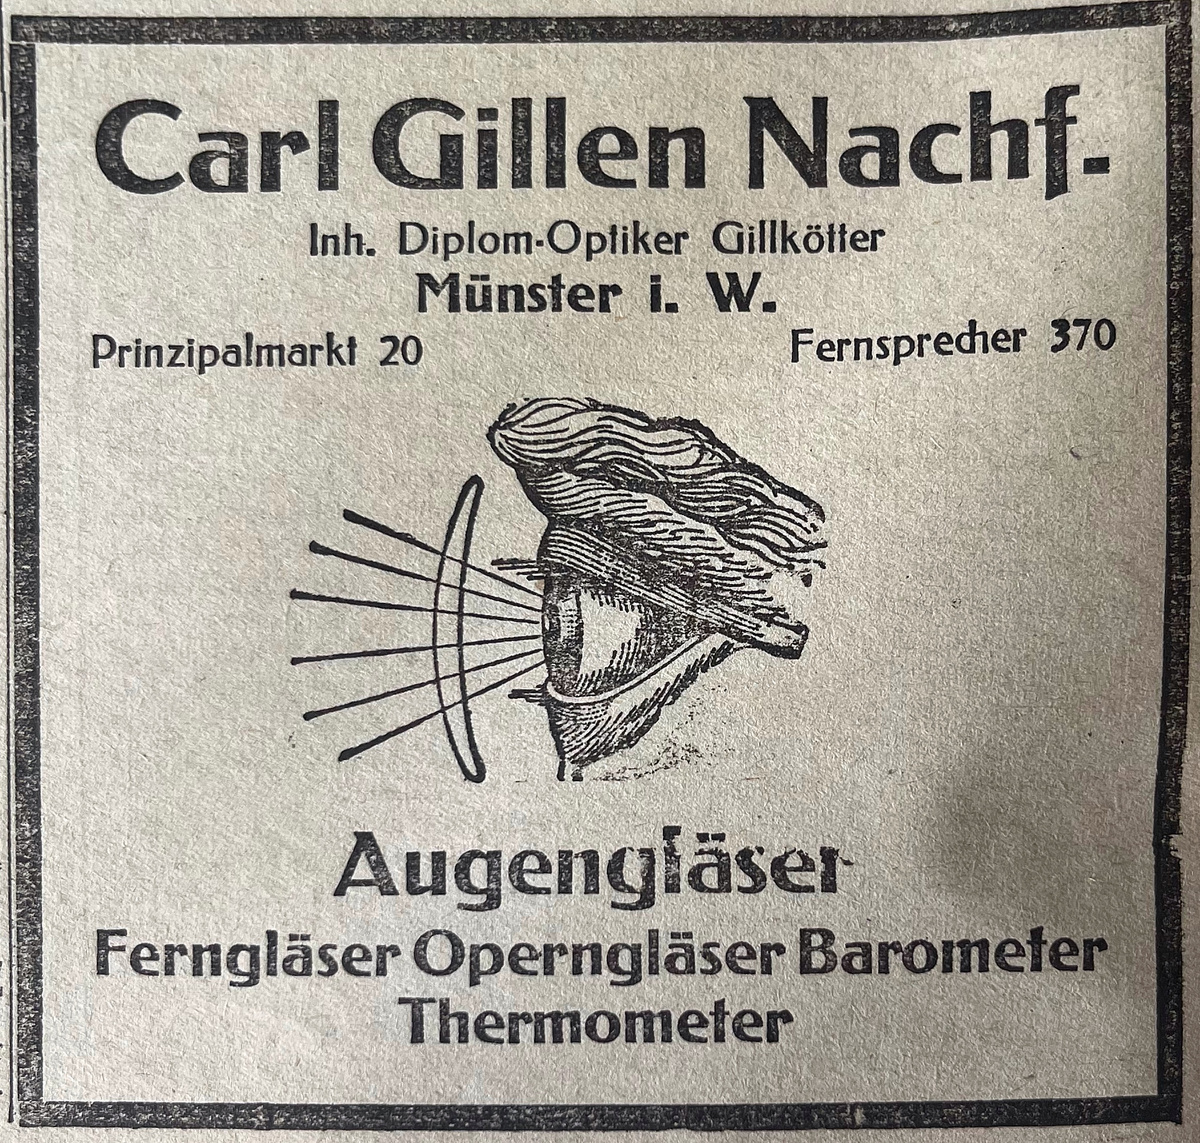 Carl Gillen Nachf.
Inh. Diplom-Optiker Gillkötter
Münster i. W.
Prinzipalmarkt 20 Fernsprecher 370
Augengläser
Ferngläser Operngläser Barometer
Thermometer